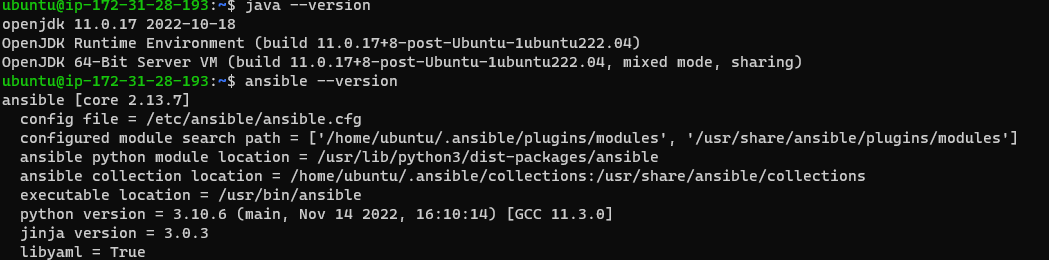 ubuntu@ip-172-31-28-193:~$ java --version
openjdk 11.0.17 2022-10-18
OpenJDK Runtime Environment (build 11.0.17+8-post-Ubuntu-1ubuntu222.04)
OpenJDK 64-Bit Server VM (build 11.0.17+8-post-Ubuntu-1ubuntu222.04, mixed mode, sharing)
ubuntu@ip-172-31-28-193:~$ ansible --version
ansible [core 2.13.7]
  config file = /etc/ansible/ansible.cfg
  configured module search path = ['/home/ubuntu/.ansible/plugins/modules', '/usr/share/ansible/plugins/modules']
  ansible python module location = /usr/lib/python3/dist-packages/ansible
  ansible collection location = /home/ubuntu/.ansible/collections:/usr/share/ansible/collections
  executable location = /usr/bin/ansible
  python version = 3.10.6 (main, Nov 14 2022, 16:10:14) [GCC 11.3.0]
  jinja version = 3.0.3
  libyaml = True